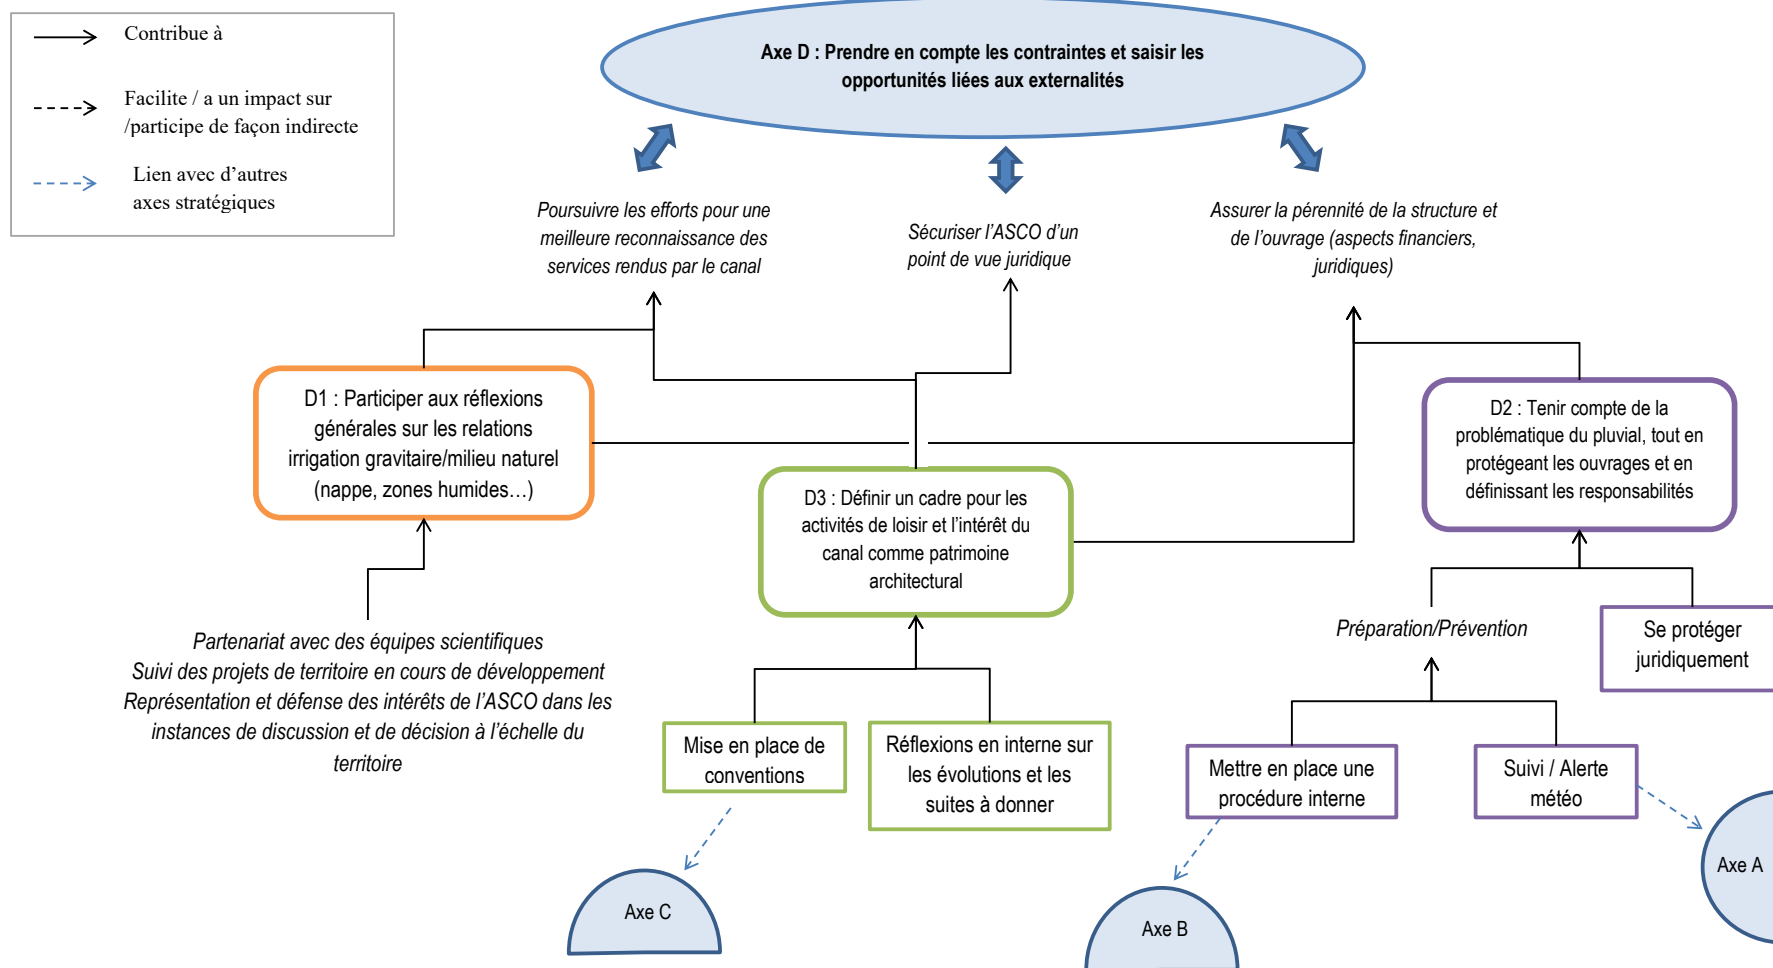 Contribue à
Facilite / a un impact sur
/participe de façon indirecte
Lien avec d'autres
axes stratégiques
Axe D : Prendre en compte les contraintes et saisir les
opportunités liées aux externalités
Poursuivre les efforts pour une
meilleure reconnaissance des
services rendus par le canal
Sécuriser l'ASCO d'un
point de vue juridique
Assurer la pérennité de la structure et
de l'ouvrage (aspects financiers,
juridiques)
D1 : Participer aux réflexions
générales sur les relations
irrigation gravitaire/milieu naturel
(nappe, zones humides…)
D3 : Définir un cadre pour les
activités de loisir et l'intérêt du
canal comme patrimoine
architectural
D2 : Tenir compte de la
problématique du pluvial, tout en
protégeant les ouvrages et en
définissant les responsabilités
Partenariat avec des équipes scientifiques
Suivi des projets de territoire en cours de développement
Représentation et défense des intérêts de l'ASCO dans les
instances de discussion et de décision à l'échelle du
territoire
Préparation/Prévention
Se protéger
juridiquement
Mise en place de
conventions
Réflexions en interne sur
les évolutions et les
suites à donner
Mettre en place une
procédure interne
Suivi / Alerte
météo
Axe C
Axe B
Axe A